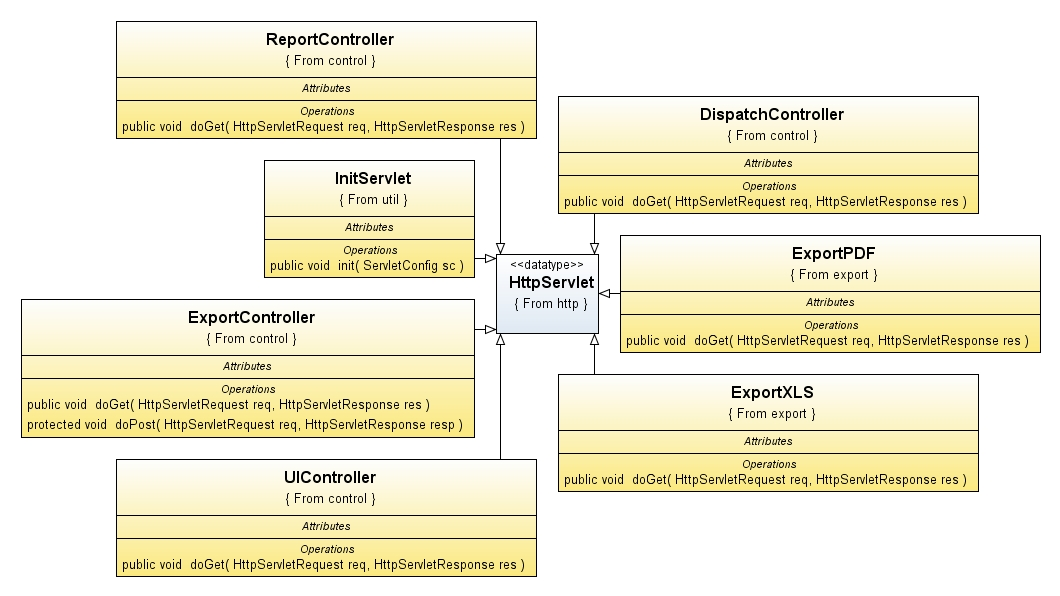 ReportController
{ From control }
Attributes
Operations
public void doGet( HttpServletRequest req, HttpServletResponse res )
DispatchController
{ From control }
Attributes
Operations
public void doGet( HttpServletRequest req, HttpServletResponse res )
InitServlet
{ From util }
Attributes
Operations
public void init( ServletConfig sc )
<<datatype>>
HttpServlet
{ From http }
ExportPDF
{ From export }
Attributes
Operations
public void doGet( HttpServletRequest req, HttpServletResponse res )
ExportController
{ From control }
Attributes
Operations
public void doGet( HttpServletRequest req, HttpServletResponse res )
protected void doPost( HttpServletRequest req, HttpServletResponse resp )
ExportXLS
{ From export }
Attributes
Operations
public void doGet( HttpServletRequest req, HttpServletResponse res )
UIController
{ From control }
Attributes
Operations
public void doGet( HttpServletRequest req, HttpServletResponse res )